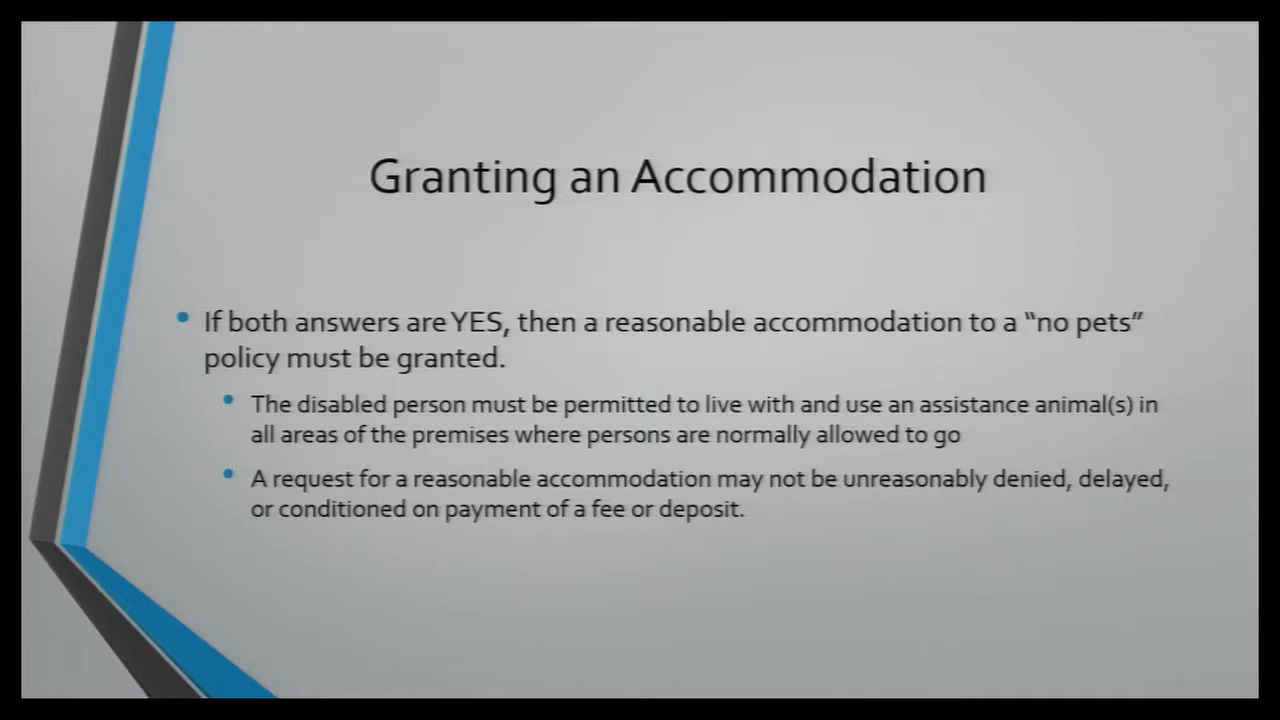 Granting an Accommodation
• If both answers are YES, then a reasonable accommodation to a “no pets”
policy must be granted.
• The disabled person must be permitted to live with and use an assistance animal(s) in
all areas of the premises where persons are normally allowed to go
• A request for a reasonable accommodation may not be unreasonably denied, delayed,
or conditioned on payment of a fee or deposit.